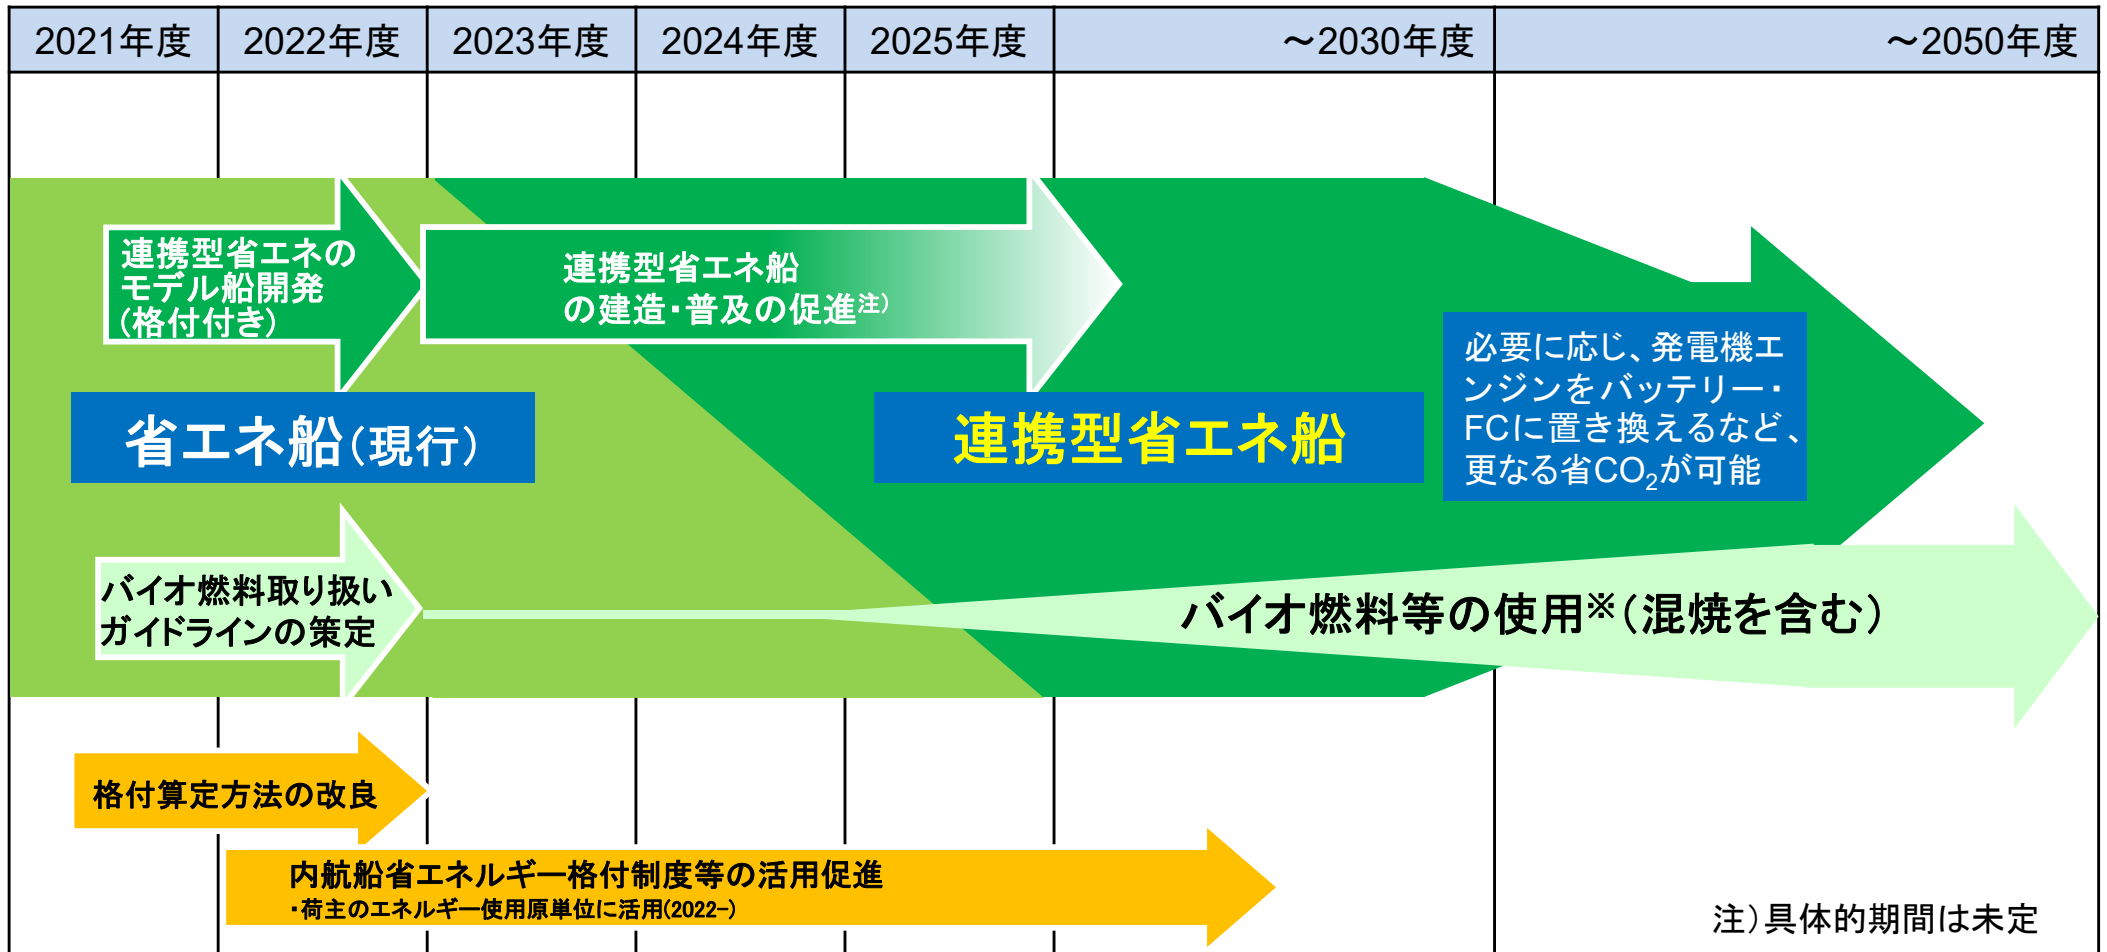 2021年度 2022年度 2023年度 2024年度 2025年度 ～2030年度 ～2050年度
連携型省エネの
モデル船開発
（格付付き）
連携型省エネ船
の建造・普及の促進注）
省エネ船（現行）
連携型省エネ船
必要に応じ、発電機エ
ンジンをバッテリー・
FCに置き換えるなど、
更なる省CO₂が可能
バイオ燃料取り扱い
ガイドラインの策定
バイオ燃料等の使用※（混焼を含む）
格付算定方法の改良
内航船省エネルギー格付制度等の活用促進
・荷主のエネルギー使用原単位に活用(2022-)
注）具体的期間は未定